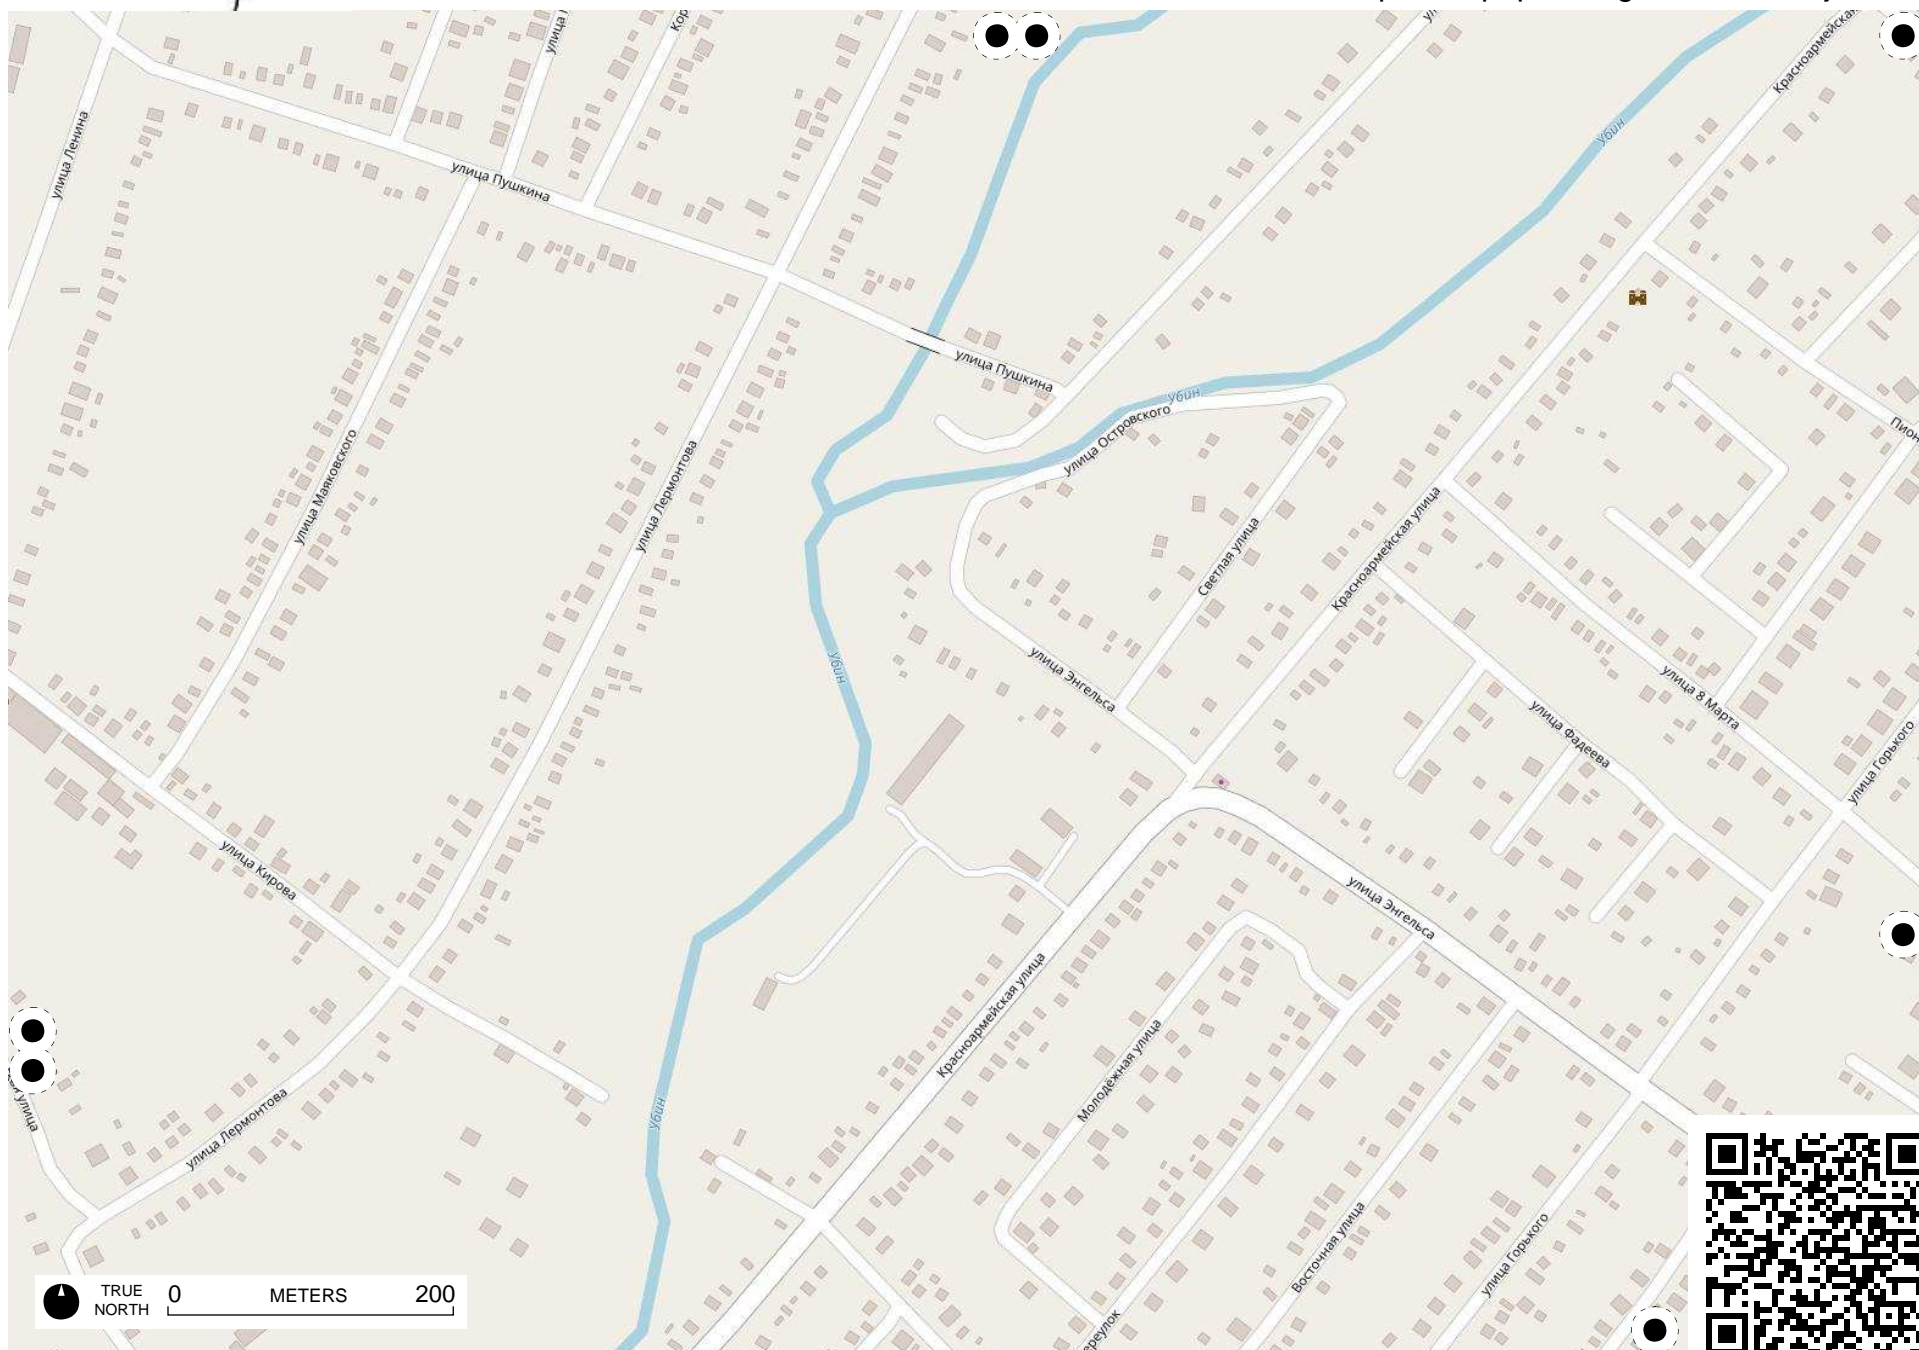 Красноармейская
улица Ленина
Убин
улица Пушкина
улица Пушкина
Убин
улица Островского
улица Маяковского
улица Лермонтова
Красноармейская улица
Светлая улица
Убин
улица Энгельса
улица 8 Марта
улица Фадеева
улица Горького
улица Кирова
улица Энгельса
Красноармейская улица
Молодёжная улица
Убин
улица
улица Лермонтова
Восточная улица
улица Горького
TRUE
NORTH
0 METERS 200